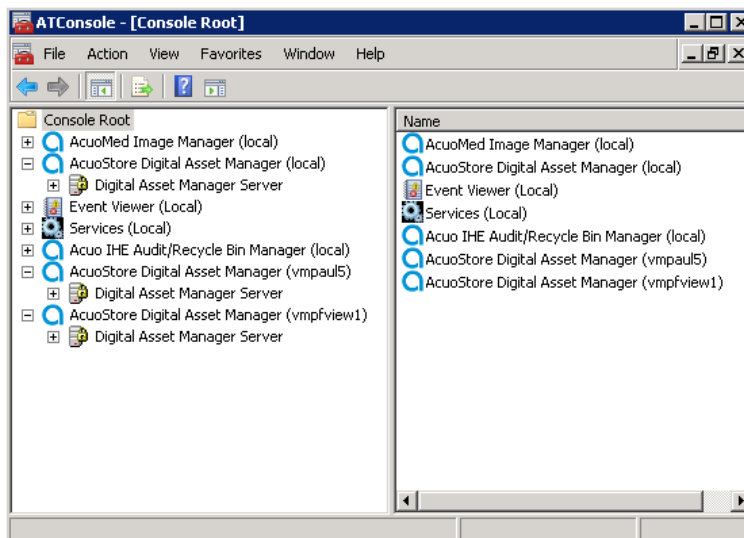 ATConsole - [Console Root]
File Action View Favorites Window Help
Console Root
AcuoMed Image Manager (local)
AcuoStore Digital Asset Manager (local)
Digital Asset Manager Server
Event Viewer (Local)
Services (Local)
Acuo IHE Audit/Recycle Bin Manager (local)
AcuoStore Digital Asset Manager (vmpaul5)
Digital Asset Manager Server
AcuoStore Digital Asset Manager (vmpfview1)
Digital Asset Manager Server
Name
AcuoMed Image Manager (local)
AcuoStore Digital Asset Manager (local)
Event Viewer (Local)
Services (Local)
Acuo IHE Audit/Recycle Bin Manager (local)
AcuoStore Digital Asset Manager (vmpaul5)
AcuoStore Digital Asset Manager (vmpfview1)